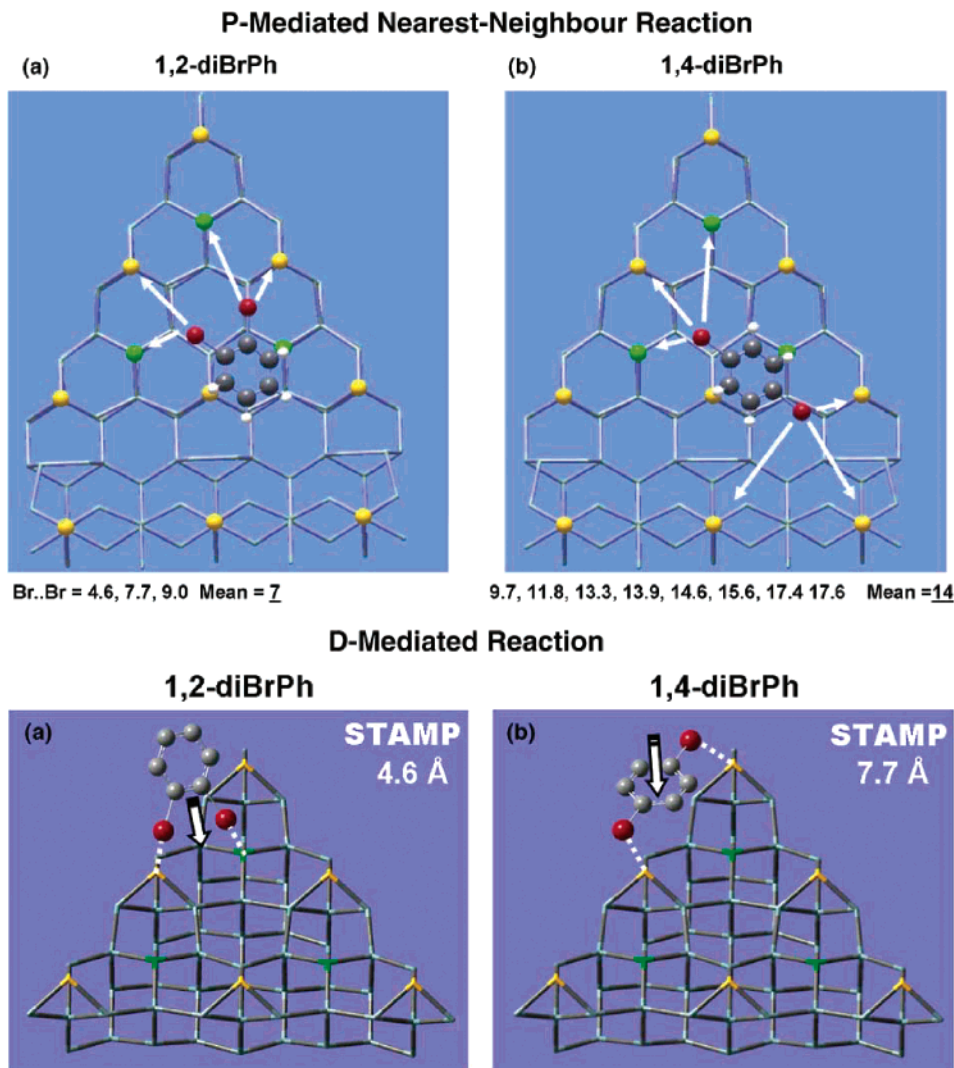 P-Mediated Nearest-Neighbour Reaction
(a) 1,2-diBrPh
(b) 1,4-diBrPh
Br..Br = 4.6, 7.7, 9.0 Mean = 7
9.7, 11.8, 13.3, 13.9, 14.6, 15.6, 17.4 17.6 Mean =14
D-Mediated Reaction
1,2-diBrPh
1,4-diBrPh
(a)
STAMP
4.6 Å
(b)
STAMP
7.7 Å